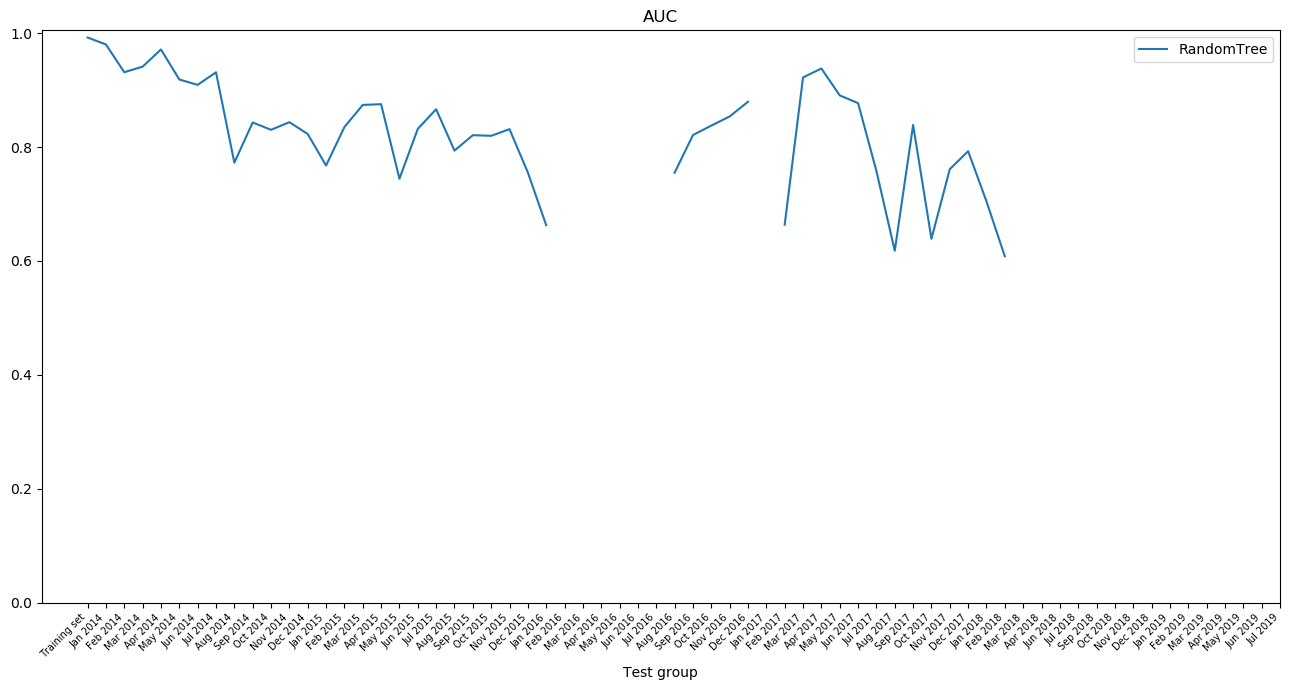 AUC
RandomTree
1.0
0.8
0.6
0.4
0.2
0.0
Training set
Jan 2014
Feb 2014
Mar 2014
Apr 2014
May 2014
Jun 2014
Jul 2014
Aug 2014
Sep 2014
Oct 2014
Nov 2014
Dec 2014
Jan 2015
Feb 2015
Mar 2015
Apr 2015
May 2015
Jun 2015
Jul 2015
Aug 2015
Sep 2015
Oct 2015
Nov 2015
Dec 2015
Jan 2016
Feb 2016
Mar 2016
Apr 2016
May 2016
Jun 2016
Jul 2016
Aug 2016
Sep 2016
Oct 2016
Nov 2016
Dec 2016
Jan 2017
Feb 2017
Mar 2017
Apr 2017
May 2017
Jun 2017
Jul 2017
Aug 2017
Sep 2017
Oct 2017
Nov 2017
Dec 2017
Jan 2018
Feb 2018
Mar 2018
Apr 2018
Jun 2018
Jul 2018
Sep 2018
Oct 2018
Nov 2018
Dec 2018
Jan 2019
Feb 2019
Mar 2019
Apr 2019
May 2019
Jun 2019
Jul 2019
Test group